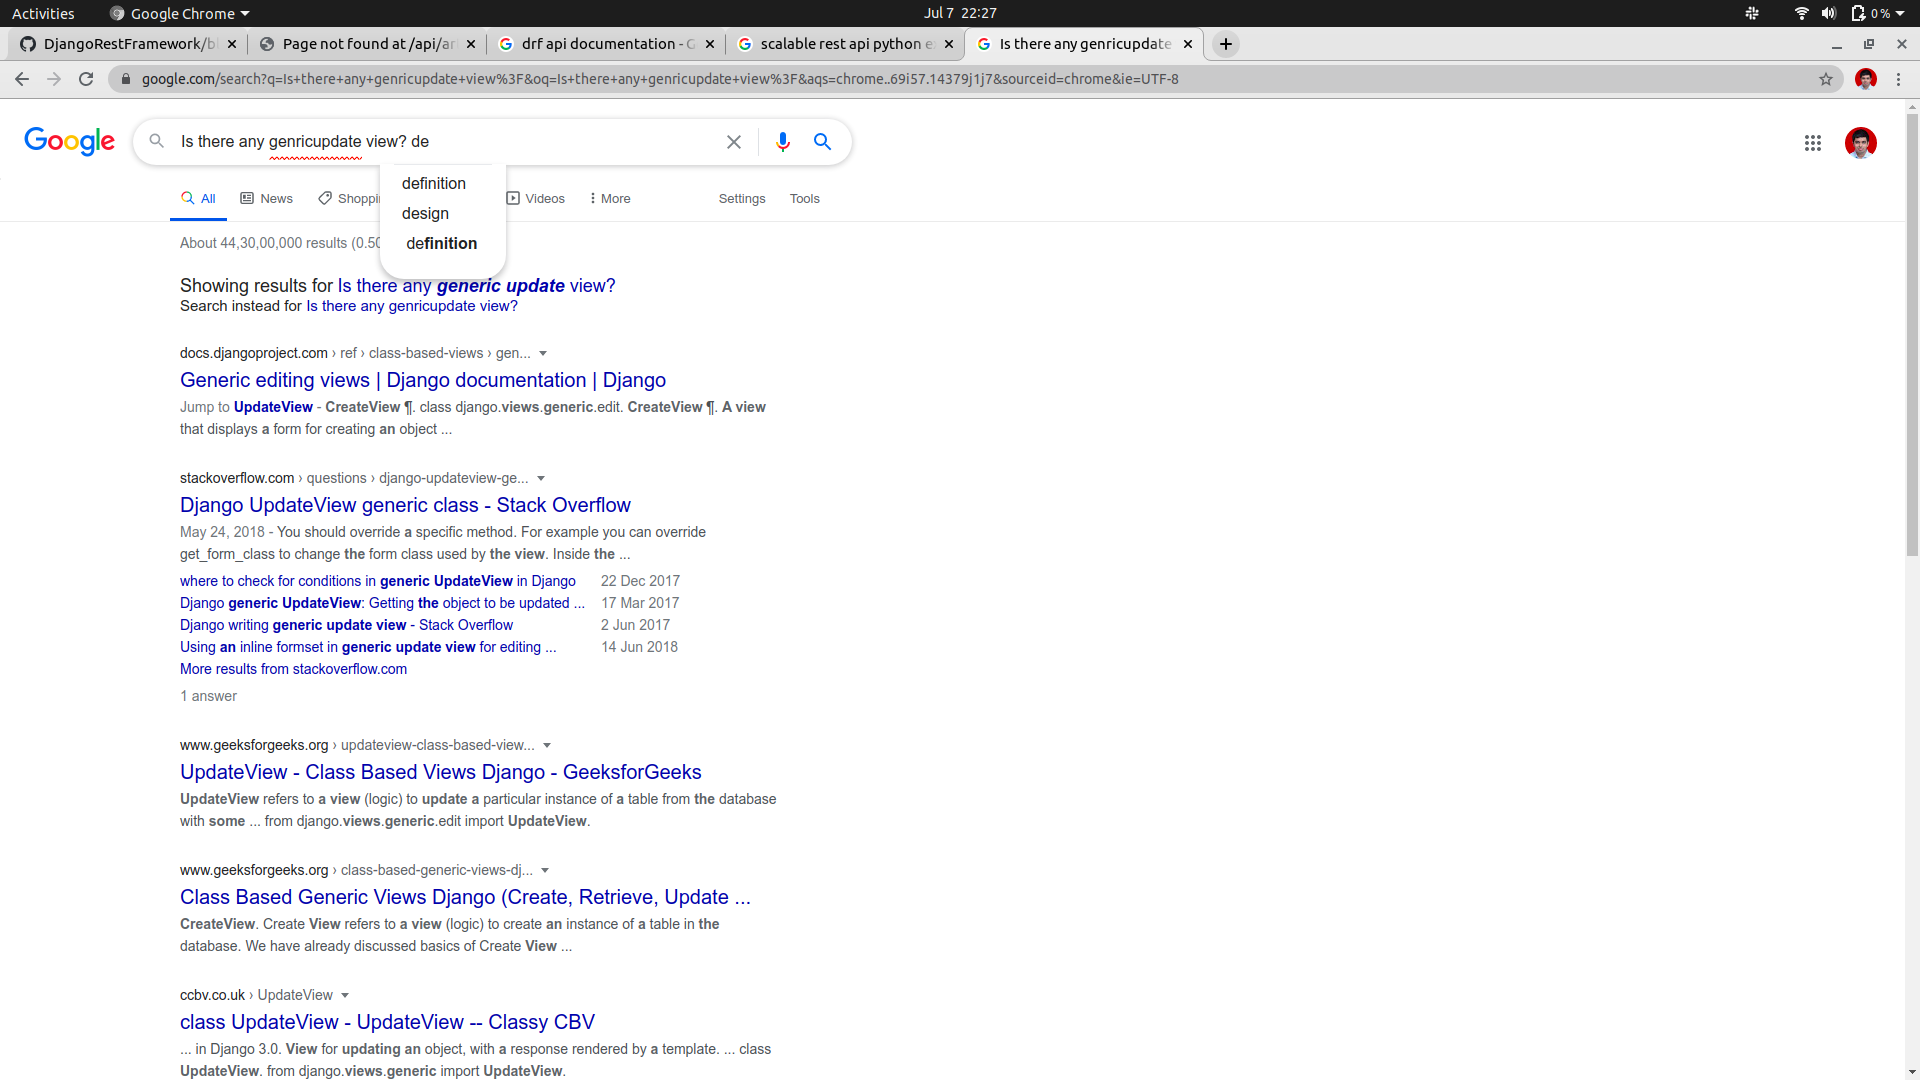 Activities
Google Chrome
Jul 7 22:27
0 %
DjangoRestFramework/bl
Page not found at /api/art
drf api documentation - G
scalable rest api python e
Is there any genricupdate
google.com/search?q=Is+there+any+genricupdate+view%3F&oq=Is+there+any+genricupdate+view%3F&aqs=chrome..69i57.14379j1j7&sourceid=chrome&ie=UTF-8
Google
Is there any genricupdate view? de
definition
design
definition
All
News
Shoppi
Videos
More
Settings
Tools
About 44,30,00,000 results (0.50
Showing results for Is there any generic update view?
Search instead for Is there any genricupdate view?
docs.djangoproject.com › ref › class-based-views › gen...
Generic editing views | Django documentation | Django
Jump to UpdateView - CreateView ¶. class django.views.generic.edit. CreateView ¶. A view
that displays a form for creating an object ...
stackoverflow.com › questions › django-updateview-ge...
Django UpdateView generic class - Stack Overflow
May 24, 2018 - You should override a specific method. For example you can override
get_form_class to change the form class used by the view. Inside the ...
where to check for conditions in generic UpdateView in Django 22 Dec 2017
Django generic UpdateView: Getting the object to be updated ... 17 Mar 2017
Django writing generic update view - Stack Overflow 2 Jun 2017
Using an inline formset in generic update view for editing ... 14 Jun 2018
More results from stackoverflow.com
1 answer
www.geeksforgeeks.org › updateview-class-based-view...
UpdateView - Class Based Views Django - GeeksforGeeks
UpdateView refers to a view (logic) to update a particular instance of a table from the database
with some ... from django.views.generic.edit import UpdateView.
www.geeksforgeeks.org › class-based-generic-views-dj...
Class Based Generic Views Django (Create, Retrieve, Update ...
CreateView. Create View refers to a view (logic) to create an instance of a table in the
database. We have already discussed basics of Create View ...
ccbv.co.uk › UpdateView
class UpdateView - UpdateView -- Classy CBV
... in Django 3.0. View for updating an object, with a response rendered by a template. ... class
UpdateView. from django.views.generic import UpdateView.